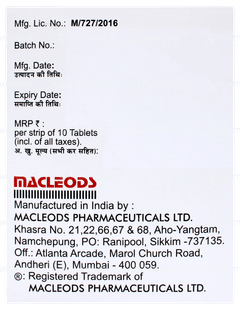 Mfg. Lic. No.: M/727/2016
Batch No.:
Mfg. Date:
उत्पादन की तिथि:
Expiry Date:
समाप्ति की तिथि:
MRP ₹ :
per strip of 10 Tablets
(incl. of all taxes).
अ. खु. मूल्य (सभी कर सहित):
MACLEODS
Manufactured in India by :
MACLEODS PHARMACEUTICALS LTD.
Khasra No. 21,22,66,67 & 68, Aho-Yangtam,
Namchepung, PO: Ranipool, Sikkim -737135.
Off.: Atlanta Arcade, Marol Church Road,
Andheri (E), Mumbai - 400 059.
®: Registered Trademark of
MACLEODS PHARMACEUTICALS LTD.